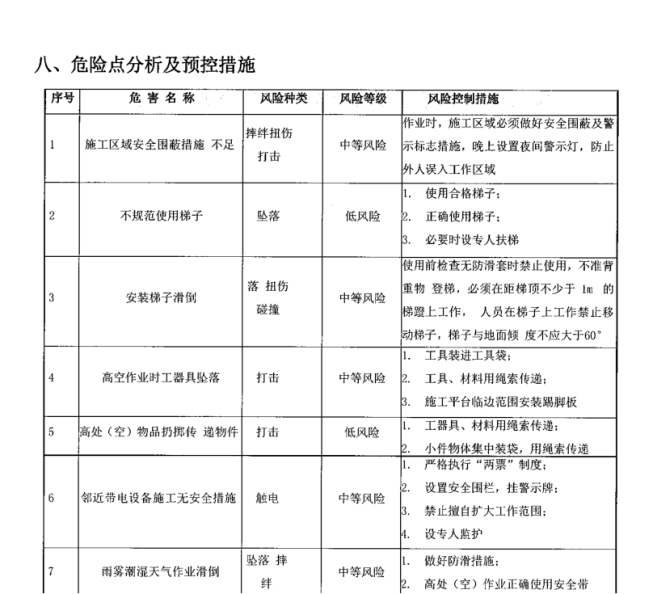 八、危险点分析及预控措施
序号 危 害 名 称 风险种类 风险等级 风险控制措施
1 施工区域安全围蔽措施 不足 摔绊扭伤 打击 中等风险 作业时，施工区域必须做好安全围蔽及警
示标志措施，晚上设置夜间警示灯，防止
外人误入工作区域
2 不规范使用梯子 坠落 低风险 1. 使用合格梯子；
2. 正确使用梯子；
3. 必要时设专人扶梯
3 安装梯子滑倒 落 扭伤 碰撞 中等风险 使用前检查无防滑套时禁止使用，不准背
重物 登梯，必须在距梯顶不少于 1m 的
梯蹬上工作， 人员在梯子上工作禁止移
动梯子，梯子与地面倾 度不应大于60°
4 高空作业时工器具坠落 打击 中等风险 1. 工具装进工具袋；
2. 工具、材料用绳索传递；
3. 施工平台临边范围安装踢脚板
5 高处（空）物品扔掷传 递物件 打击 低风险 1. 工器具、材料用绳索传递；
2. 小件物体集中装袋，用绳索传递
6 邻近带电设备施工无安全措施 触电 中等风险 1. 严格执行“两票”制度；
2. 设置安全围栏，挂警示牌；
3. 禁止擅自扩大工作范围；
4. 设专人监护
7 雨雾潮湿天气作业滑倒 坠落 摔 绊 中等风险 1. 做好防滑措施；
2. 高处（空）作业正确使用安全带